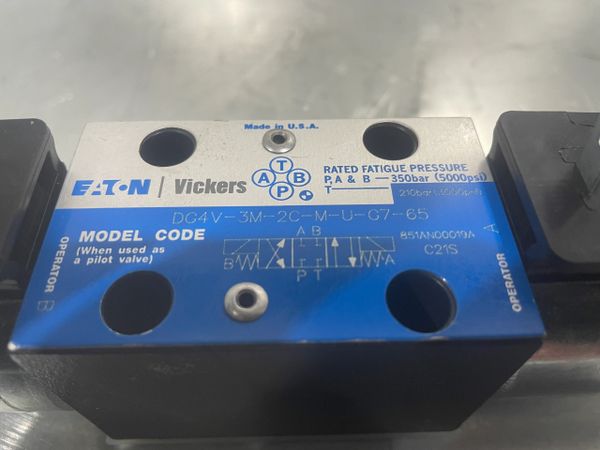 Made in U.S.A.
EATON | Vickers
T
A B
P
RATED FATIGUE PRESSURE
P, A & B — 350bar (5000psi)
T — 210bar (3000psi)
DG4V-3M-2C-M-U-G7-65
MODEL CODE
(When used as
a pilot valve)
A B
B A
P T
851AN00019A
C21S
OPERATOR B
OPERATOR A